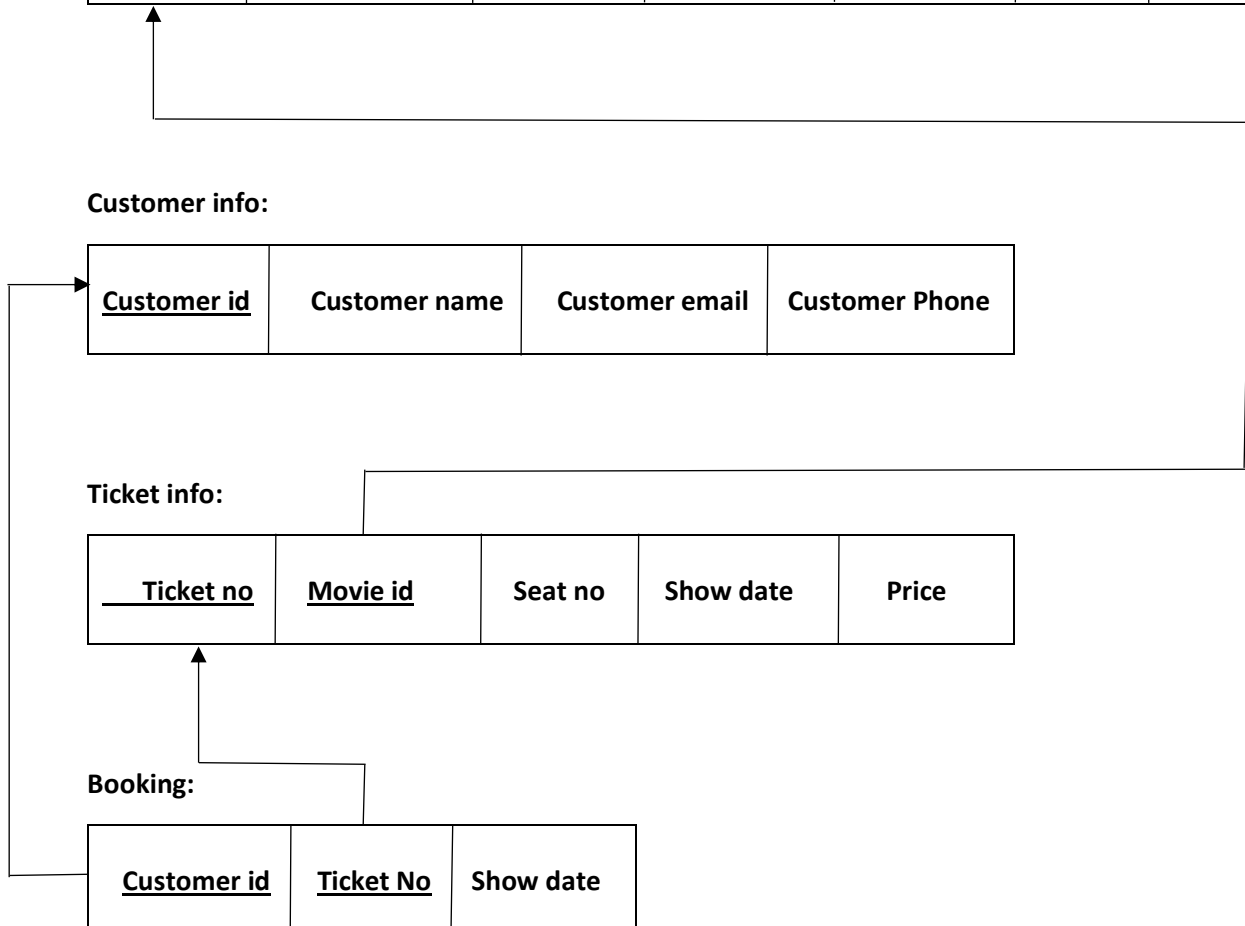 Customer info:
Customer id Customer name Customer email Customer Phone
Ticket info:
Ticket no Movie id Seat no Show date Price
Booking:
Customer id Ticket No Show date